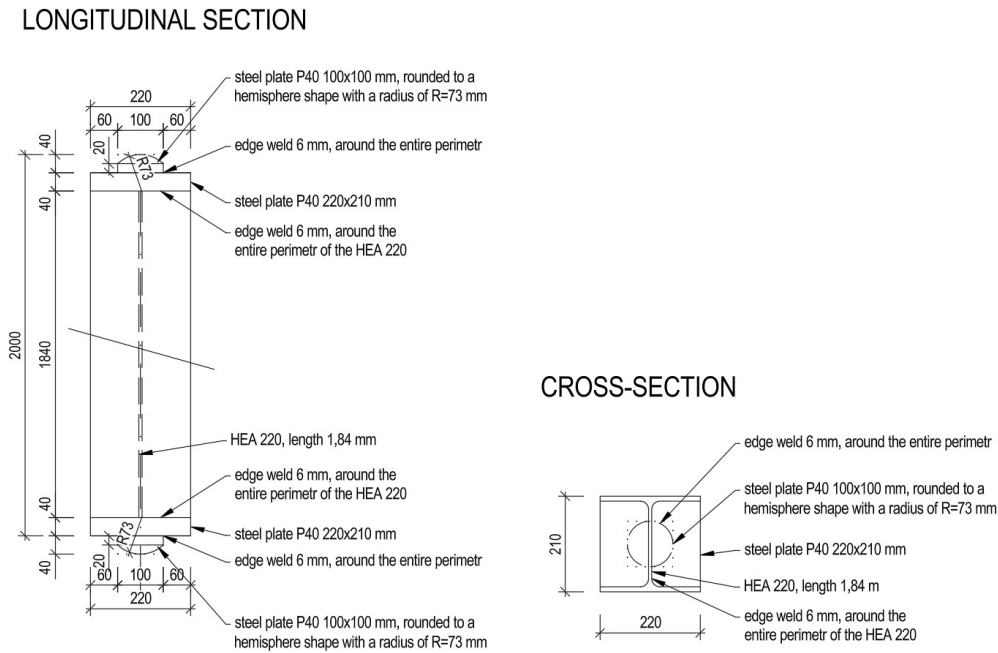 LONGITUDINAL SECTION
steel plate P40 100x100 mm, rounded to a
hemisphere shape with a radius of R=73 mm
220
60 100 60
40
20
R73
edge weld 6 mm, around the entire perimetr
steel plate P40 220x210 mm
40
edge weld 6 mm, around the
entire perimetr of the HEA 220
2000
1840
HEA 220, length 1,84 mm
edge weld 6 mm, around the
entire perimetr of the HEA 220
40
R73
steel plate P40 220x210 mm
20
40
edge weld 6 mm, around the entire perimetr
60 100 60
220
steel plate P40 100x100 mm, rounded to a
hemisphere shape with a radius of R=73 mm
CROSS-SECTION
edge weld 6 mm, around the entire perimetr
steel plate P40 100x100 mm, rounded to a
hemisphere shape with a radius of R=73 mm
210
steel plate P40 220x210 mm
HEA 220, length 1,84 m
edge weld 6 mm, around the
entire perimetr of the HEA 220
220